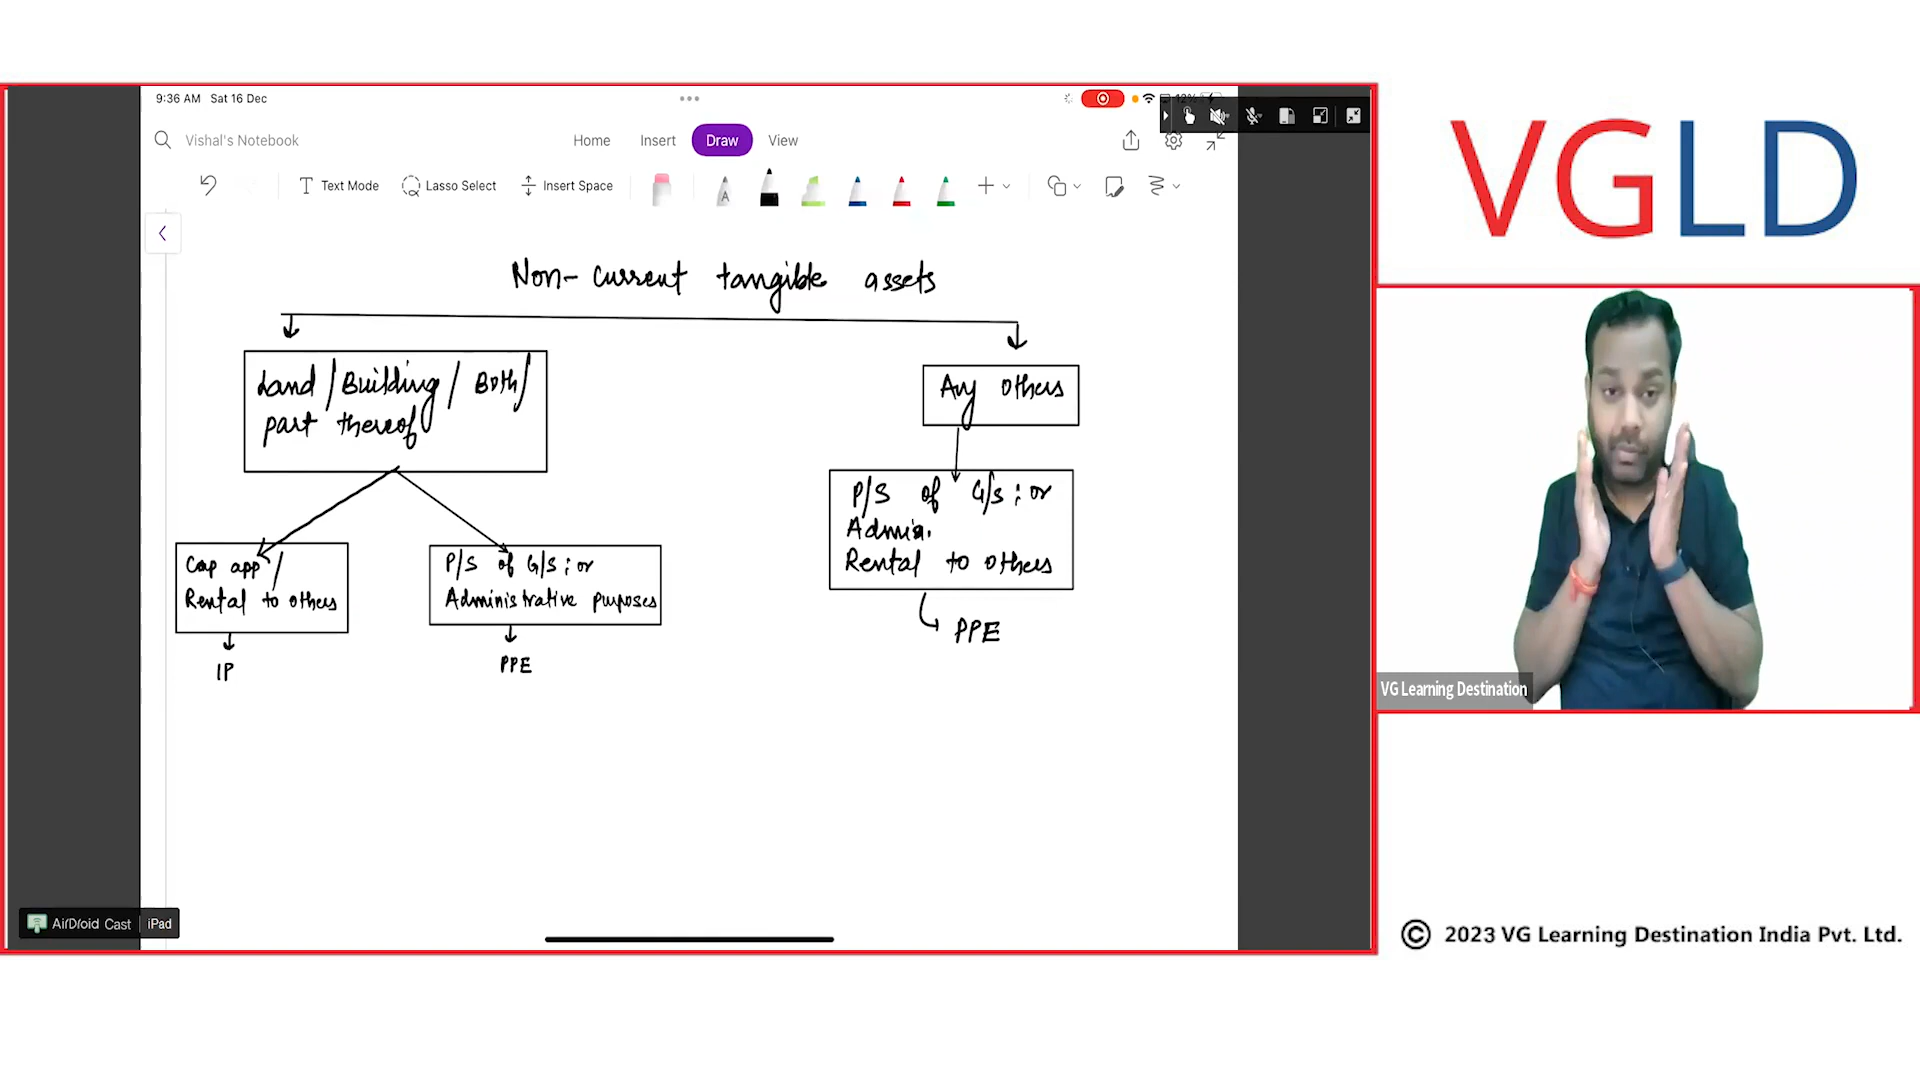 9:36 AM Sat 16 Dec
12%
Vishal's Notebook
Home Insert Draw View
Text Mode Lasso Select Insert Space
Non-current tangible assets
Land / Building / Both /
part thereof
Any others
P/S of G/S ; or
Admin.
Rental to others
PPE
Cap app /
Rental to others
IP
P/S of G/S ; or
Administrative purposes
PPE
AirDroid Cast iPad
VGLD
VG Learning Destination
© 2023 VG Learning Destination India Pvt. Ltd.